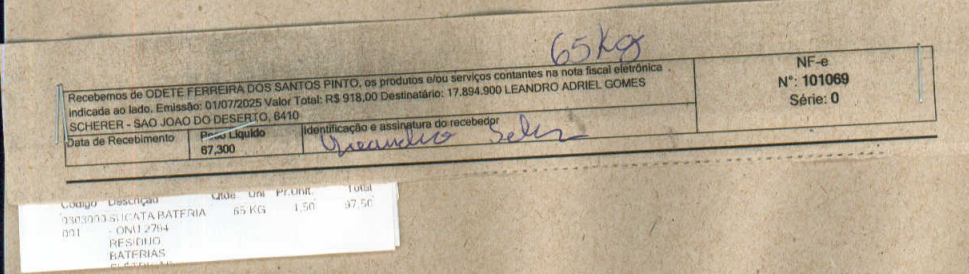 65 kg
Recebemos de ODETE FERREIRA DOS SANTOS PINTO, os produtos e/ou serviços contantes na nota fiscal eletrônica
indicada ao lado. Emissão: 01/07/2025 Valor Total: R$ 918,00 Destinatário: 17.894.900 LEANDRO ADRIEL GOMES
SCHERER - SAO JOAO DO DESERTO, 6410
NF-e
N°: 101069
Série: 0
Data de Recebimento
Peso Liquido
67,300
Identificação e assinatura do recebedor
Código Descrição Qtde. Uni Pr.Unit. Total
0303003 SUCATA BATERIA 65 KG 1,50 97,50
001 - ONU 2794
RESIDUO
BATERIAS